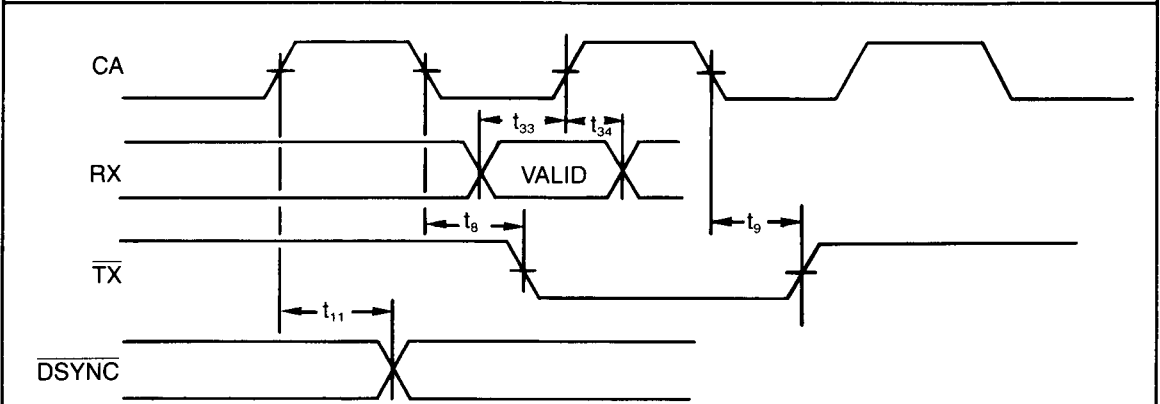 CA
t₃₃ t₃₄
RX VALID
t₈ t₉
TX
t₁₁
DSYNC